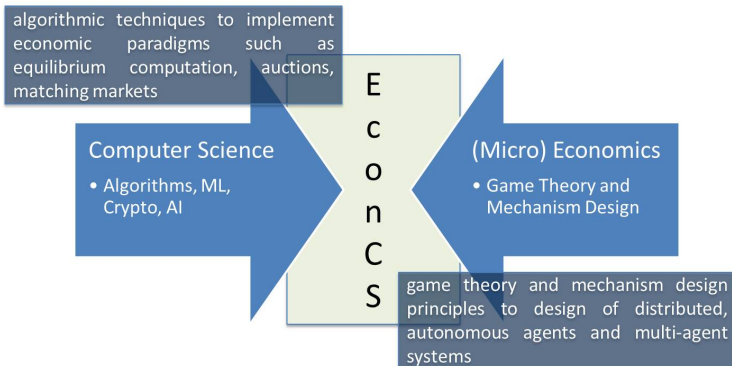 algorithmic techniques to implement
economic paradigms such as
equilibrium computation, auctions,
matching markets
Computer Science
• Algorithms, ML,
Crypto, AI
E
c
o
n
C
S
(Micro) Economics
• Game Theory and
Mechanism Design
game theory and mechanism design
principles to design of distributed,
autonomous agents and multi-agent
systems